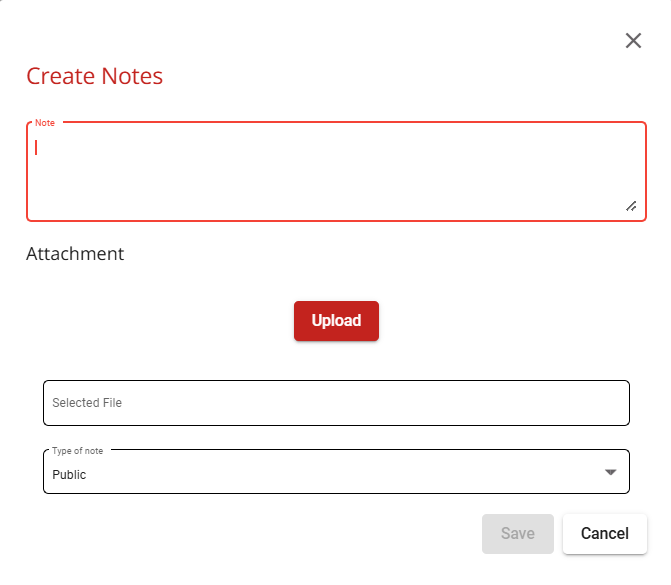 Create Notes
Note
Attachment
Upload
Selected File
Type of note
Public
Save Cancel